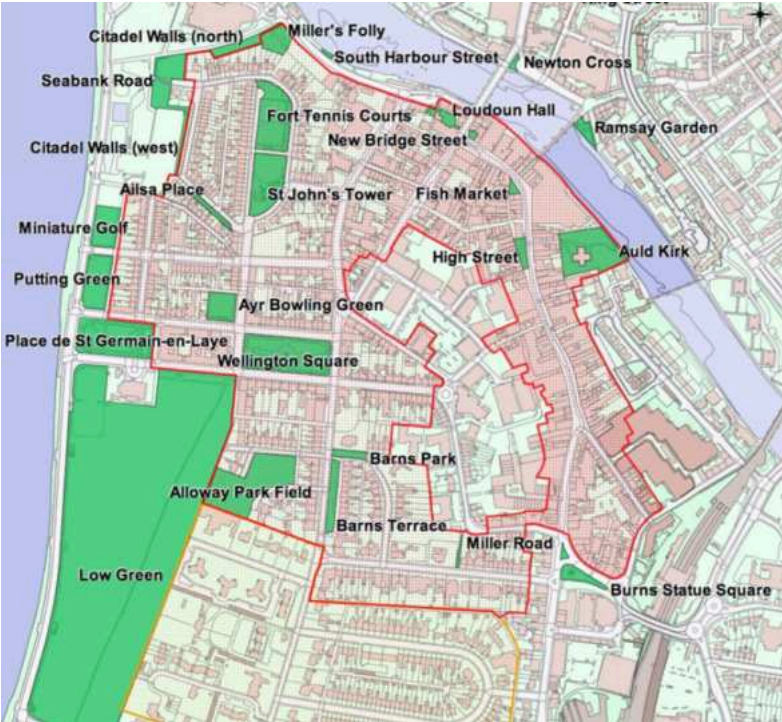 Citadel Walls (north)
Miller's Folly
South Harbour Street
Newton Cross
Seabank Road
Fort Tennis Courts
Loudoun Hall
Ramsay Garden
New Bridge Street
Citadel Walls (west)
Ailsa Place
St John's Tower
Fish Market
Miniature Golf
High Street
Auld Kirk
Putting Green
Ayr Bowling Green
Place de St Germain-en-Laye
Wellington Square
Barns Park
Alloway Park Field
Barns Terrace
Miller Road
Low Green
Burns Statue Square